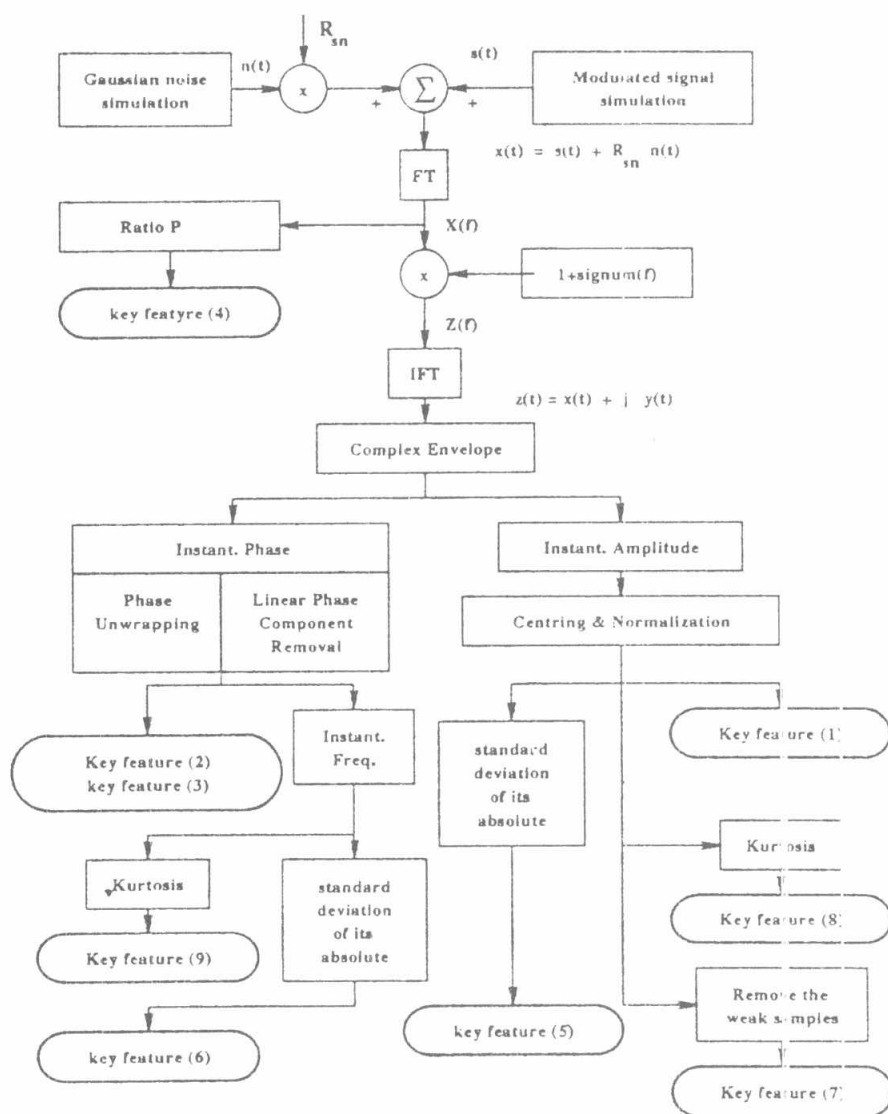 R
sn
Gaussian noise
simulation
n(t)
x
+
∑
+
s(t)
Modulated signal
simulation
x(t) = s(t) + R n(t)
sn
FT
Ratio P
X(f)
key featyre (4)
x
1+signum(f)
Z(f)
IFT
z(t) = x(t) + j y(t)
Complex Envelope
Instant. Phase
Instant. Amplitude
Phase
Unwrapping
Linear Phase
Component
Removal
Centring & Normalization
Key feature (2)
key feature (3)
Instant.
Freq.
standard
deviation
of its
absolute
Key feature (1)
Kurtosis
standard
deviation
of its
absolute
Kurtosis
Key feature (8)
Key feature (9)
Remove the
weak samples
key feature (6)
key feature (5)
Key feature (7)